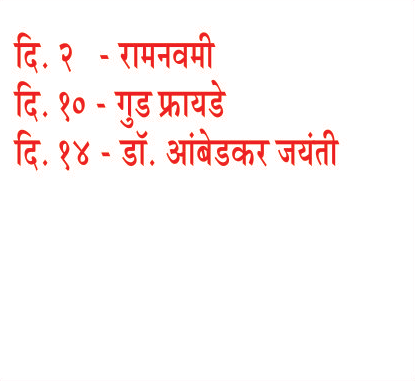 दि. २ - रामनवमी
दि. १० - गुड फ्रायडे
दि. १४ - डॉ. आंबेडकर जयंती